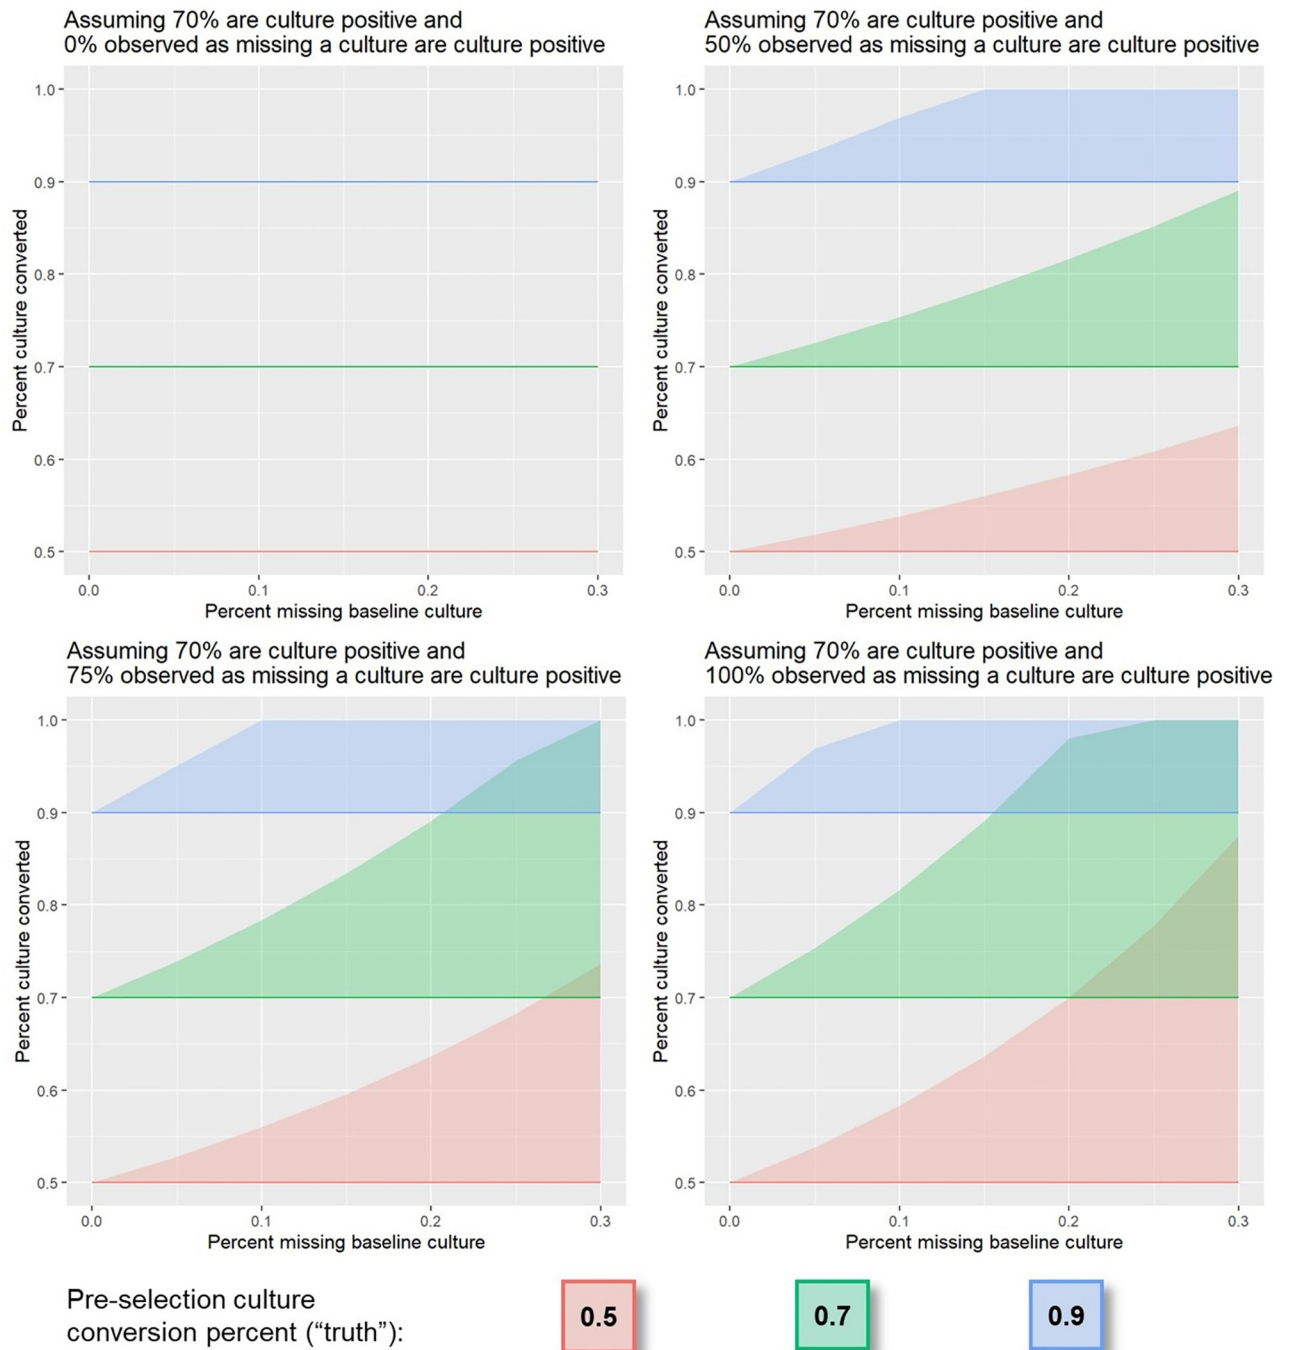 Assuming 70% are culture positive and
0% observed as missing a culture are culture positive
1.0
0.9
0.8
0.7
0.6
0.5
Percent culture converted
0.0 0.1 0.2 0.3
Percent missing baseline culture
Assuming 70% are culture positive and
50% observed as missing a culture are culture positive
1.0
0.9
0.8
0.7
0.6
0.5
Percent culture converted
0.0 0.1 0.2 0.3
Percent missing baseline culture
Assuming 70% are culture positive and
75% observed as missing a culture are culture positive
1.0
0.9
0.8
0.7
0.6
0.5
Percent culture converted
0.0 0.1 0.2 0.3
Percent missing baseline culture
Assuming 70% are culture positive and
100% observed as missing a culture are culture positive
1.0
0.9
0.8
0.7
0.6
0.5
Percent culture converted
0.0 0.1 0.2 0.3
Percent missing baseline culture
Pre-selection culture
conversion percent (“truth”):
0.5 0.7 0.9